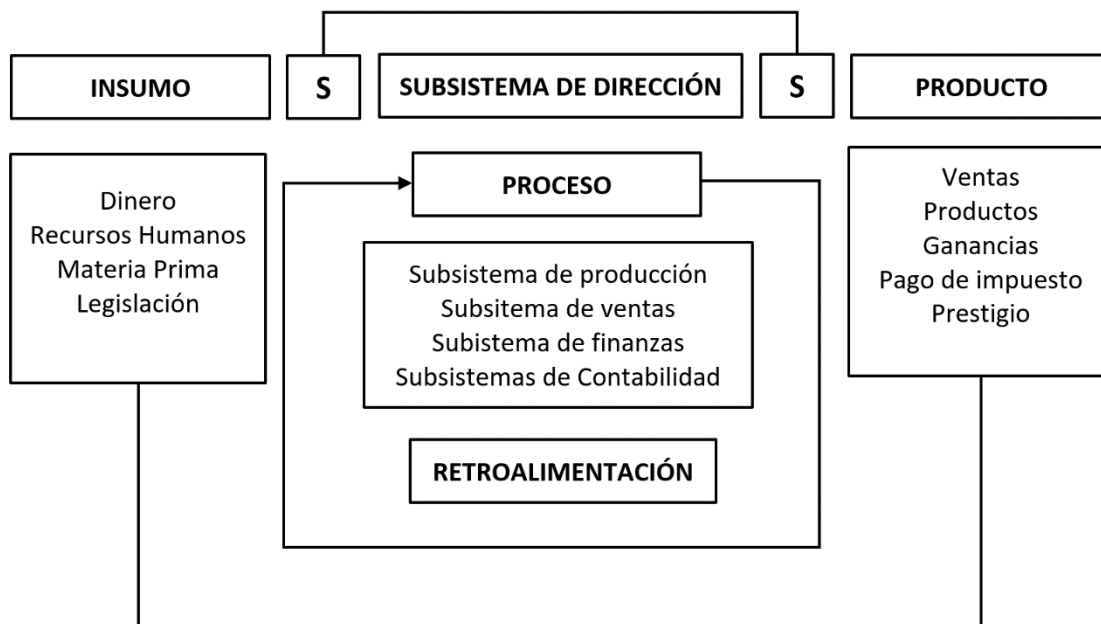 INSUMO
S
SUBSISTEMA DE DIRECCIÓN
S
PRODUCTO
Dinero
Recursos Humanos
Materia Prima
Legislación
PROCESO
Subsistema de producción
Subsitema de ventas
Subistema de finanzas
Subsistemas de Contabilidad
RETROALIMENTACIÓN
Ventas
Productos
Ganancias
Pago de impuesto
Prestigio